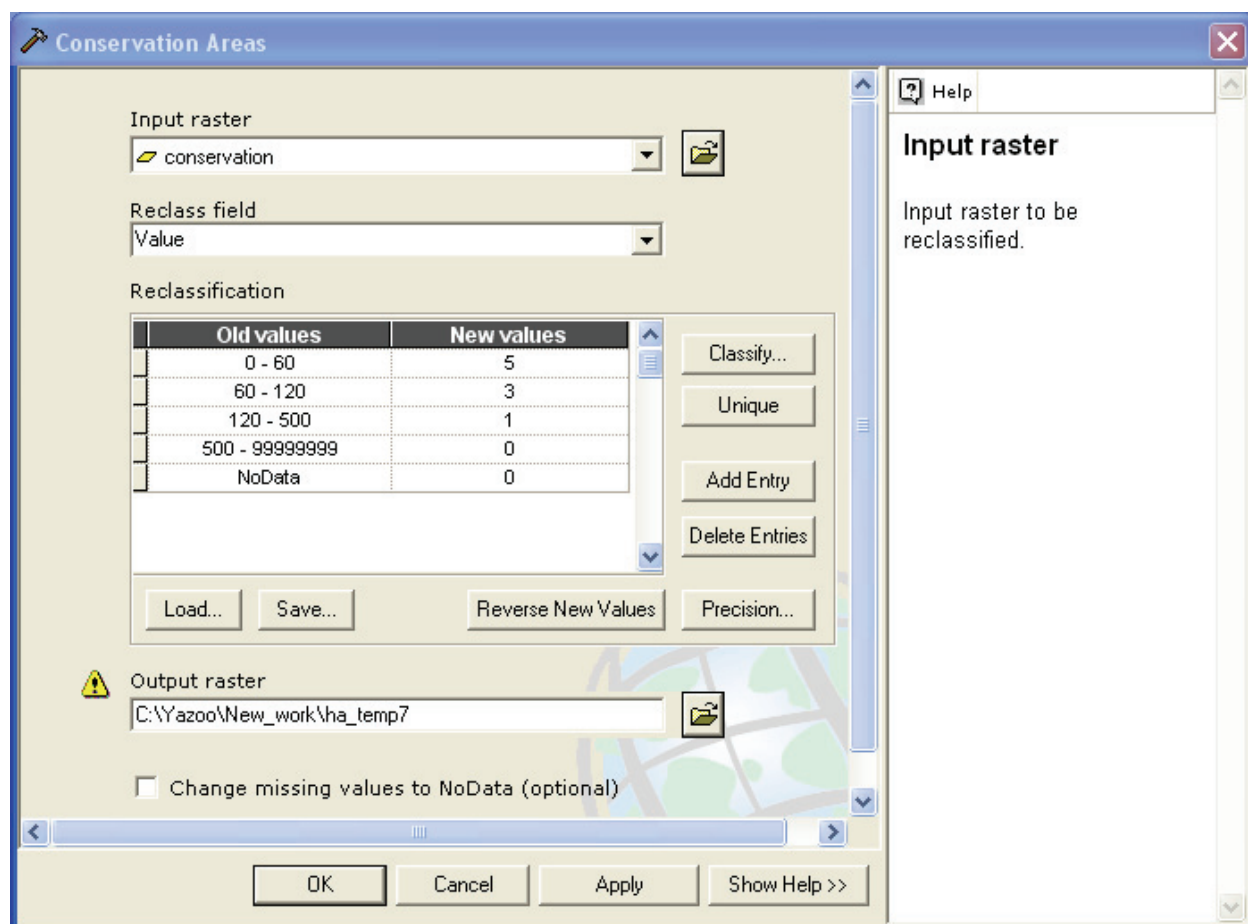 Conservation Areas
Input raster
conservation
Reclass field
Value
Reclassification
Old values New values
0 - 60 5
60 - 120 3
120 - 500 1
500 - 99999999 0
NoData 0
Classify...
Unique
Add Entry
Delete Entries
Load... Save... Reverse New Values Precision...
Output raster
C:\Yazoo\New_work\ha_temp7
Change missing values to NoData (optional)
OK Cancel Apply Show Help >>
Help
Input raster
Input raster to be
reclassified.